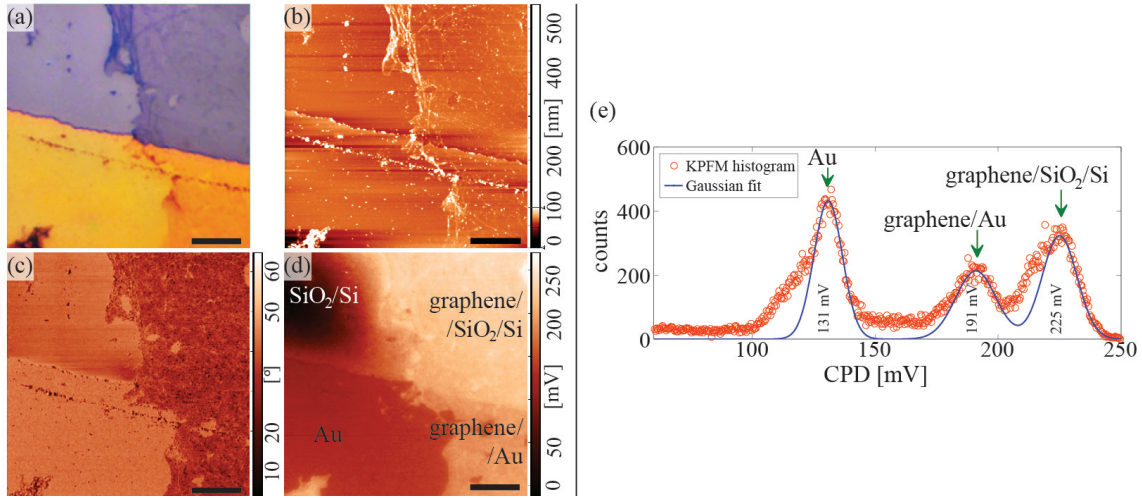 (a)
(b)
500
400
300
[nm]
200
100
0
(c)
60
50
[°]
20
10
(d)
SiO₂/Si
graphene/
/SiO₂/Si
Au
graphene/
/Au
250
200
[mV]
50
0
(e)
600
400
200
0
counts
KPFM histogram
Gaussian fit
Au
graphene/Au
graphene/SiO₂/Si
131 mV
191 mV
225 mV
100
150
200
250
CPD [mV]